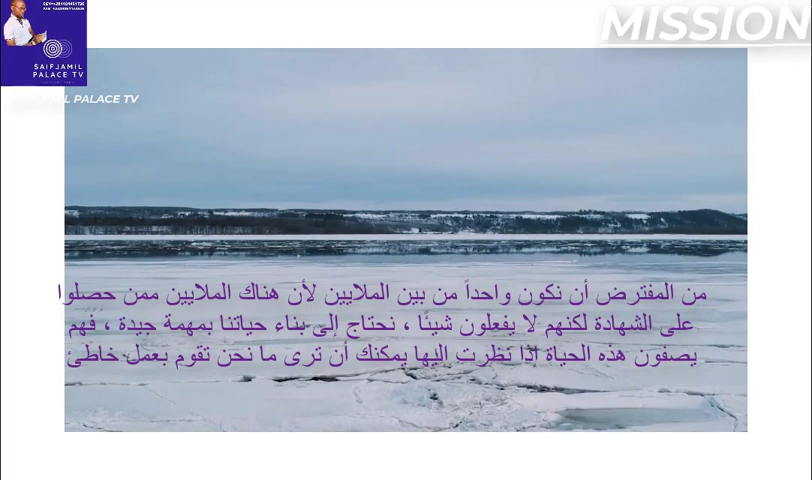 MISSION
SAIFJAMIL
PALACE TV
PALACE TV
من المفترض أن نكون واحداً من بين الملايين لأن هناك الملايين ممن حصلوا
على الشهادة لكنهم لا يفعلون شيئا ، نحتاج إلى بناء حياتنا بمهمة جيدة ، فهم
يصفون هذه الحياة اذا نظرت إليها يمكنك أن ترى ما نحن تقوم بعمل خاطئ